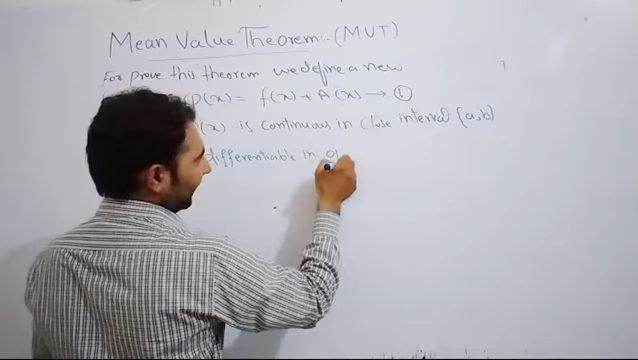 Mean Value Theorem:- (MVT)
For prove this theorem we define a new
p(x) = f(x) + A(x) → ①
(x) is continuous in close interval [a,b)
differentiable in